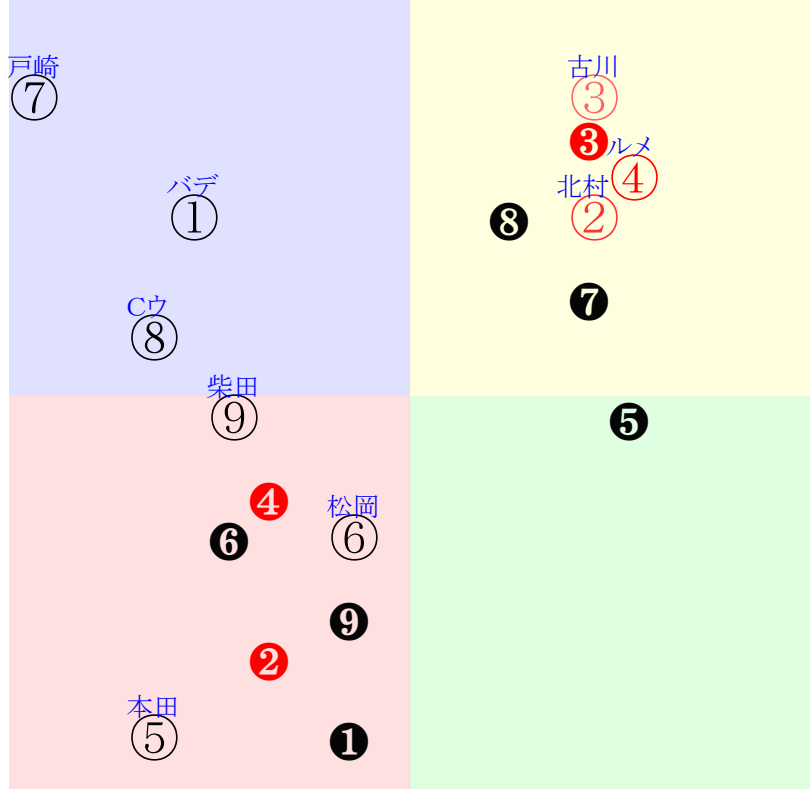 戸崎
⑦
古川
③
❸
ルメ
④
バデ
①
北村
②
❽
❼
Cウ
⑧
柴田
⑨
❺
❹
松岡
⑥
❻
❾
❷
本田
⑤
❶